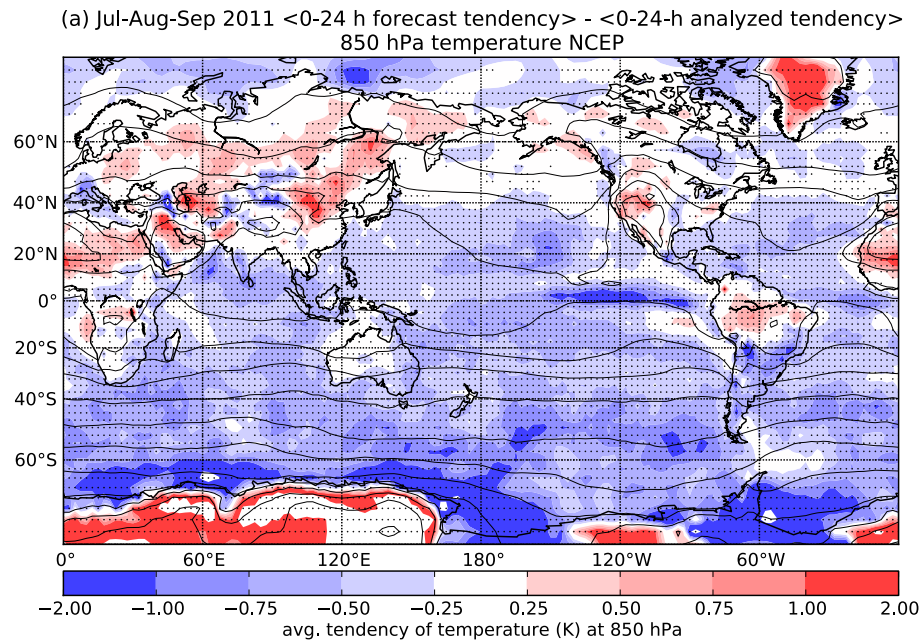 (a) Jul-Aug-Sep 2011 <0-24 h forecast tendency> - <0-24-h analyzed tendency>
850 hPa temperature NCEP
60°N
40°N
20°N
0°
20°S
40°S
60°S
0° 60°E 120°E 180° 120°W 60°W
−2.00 −1.00 −0.75 −0.50 −0.25 0.25 0.50 0.75 1.00 2.00
avg. tendency of temperature (K) at 850 hPa